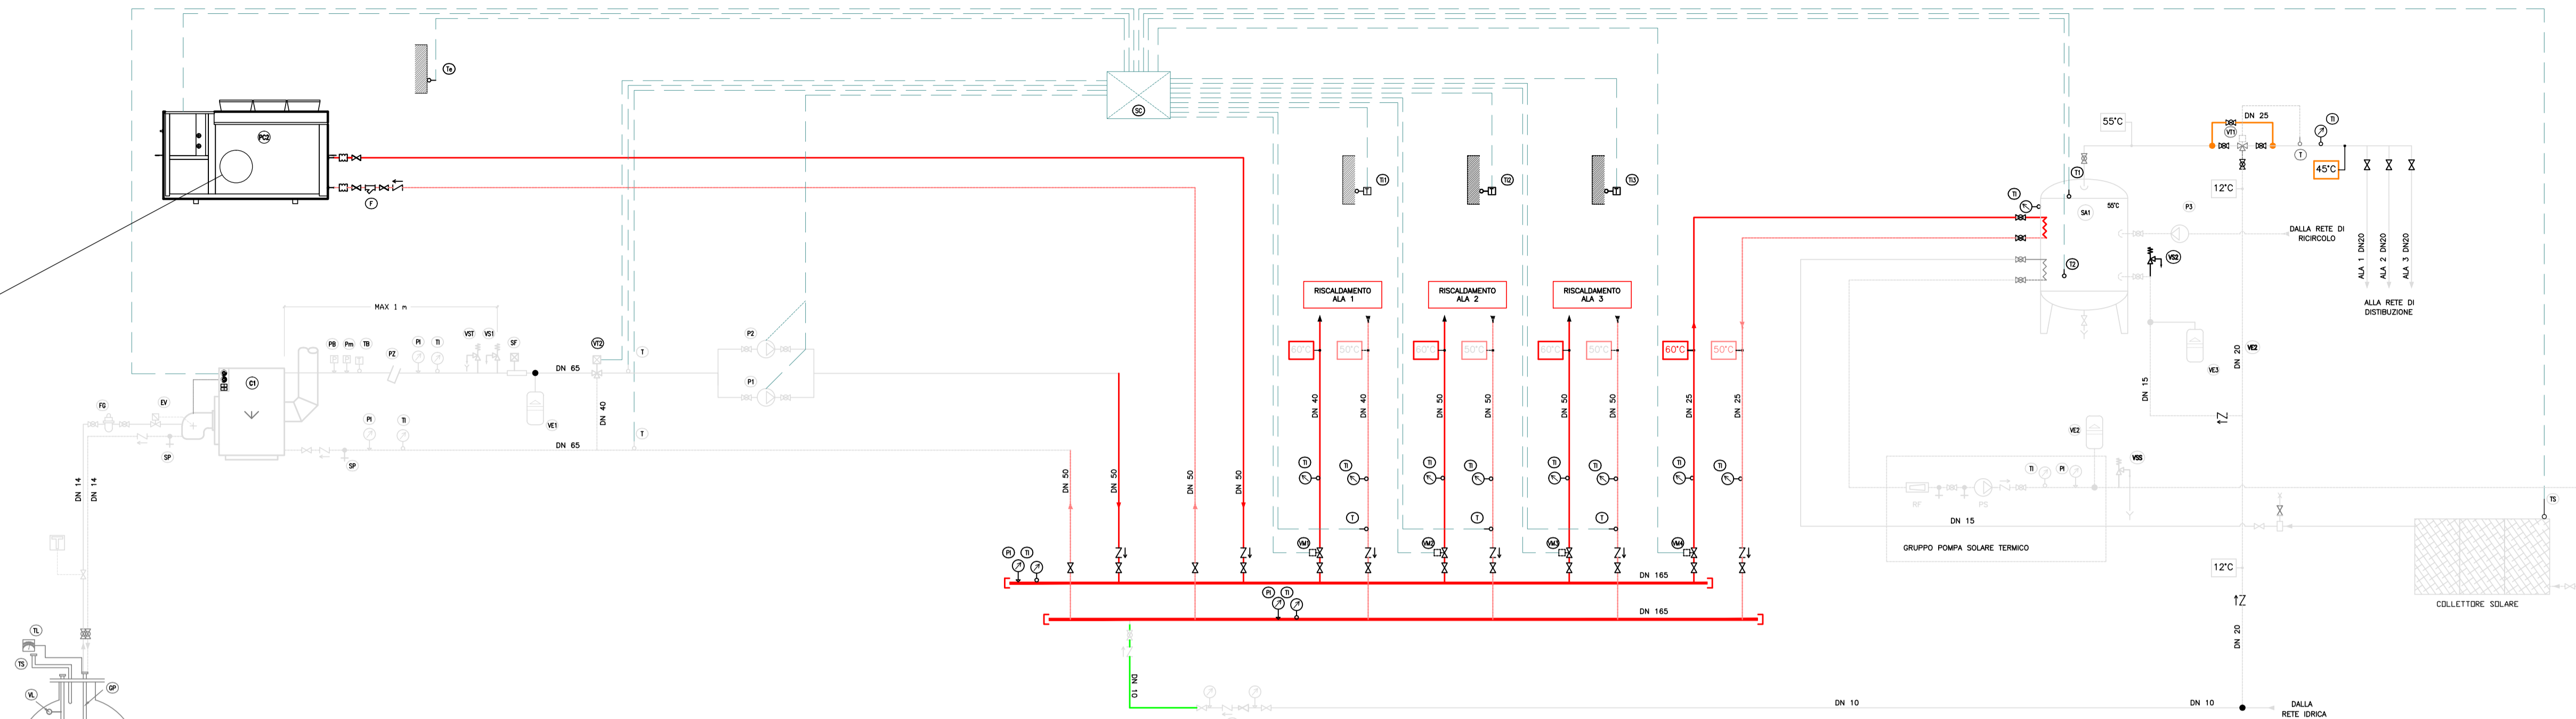 Te
SC
PC2
F
TI1
TI2
TI3
55°C
DN 25
VT1
TI
T
45°C
12°C
T1
TI
SA1
55°C
P3
DALLA RETE DI
RICIRCOLO
ALA 1 DN20
ALA 2 DN20
ALA 3 DN20
ALLA RETE DI
DISTIBUZIONE
T2
VS2
RISCALDAMENTO
ALA 1
RISCALDAMENTO
ALA 2
RISCALDAMENTO
ALA 3
60°C
50°C
60°C
50°C
60°C
50°C
60°C
50°C
MAX 1 m
PB
Pm
TB
PZ
PI
TI
VST
VS1
SF
VT2
T
P2
P1
DN 65
DN 40
C1
FG
EV
VE1
SP
PI
TI
SP
T
DN 65
DN 14
DN 14
DN 50
DN 50
DN 50
DN 50
DN 40
DN 40
DN 50
DN 50
DN 50
DN 50
DN 25
DN 25
TI
TI
TI
TI
TI
TI
TI
TI
T
T
T
VM1
VM2
VM3
VM4
PI
TI
DN 165
PI
TI
DN 165
VE3
VE2
DN 20
DN 15
VE2
VSS
TI
PI
RF
PS
DN 15
GRUPPO POMPA SOLARE TERMICO
TS
COLLETTORE SOLARE
12°C
DN 20
TL
TS
VL
GP
DN 10
DN 10
DN 10
DALLA
RETE IDRICA